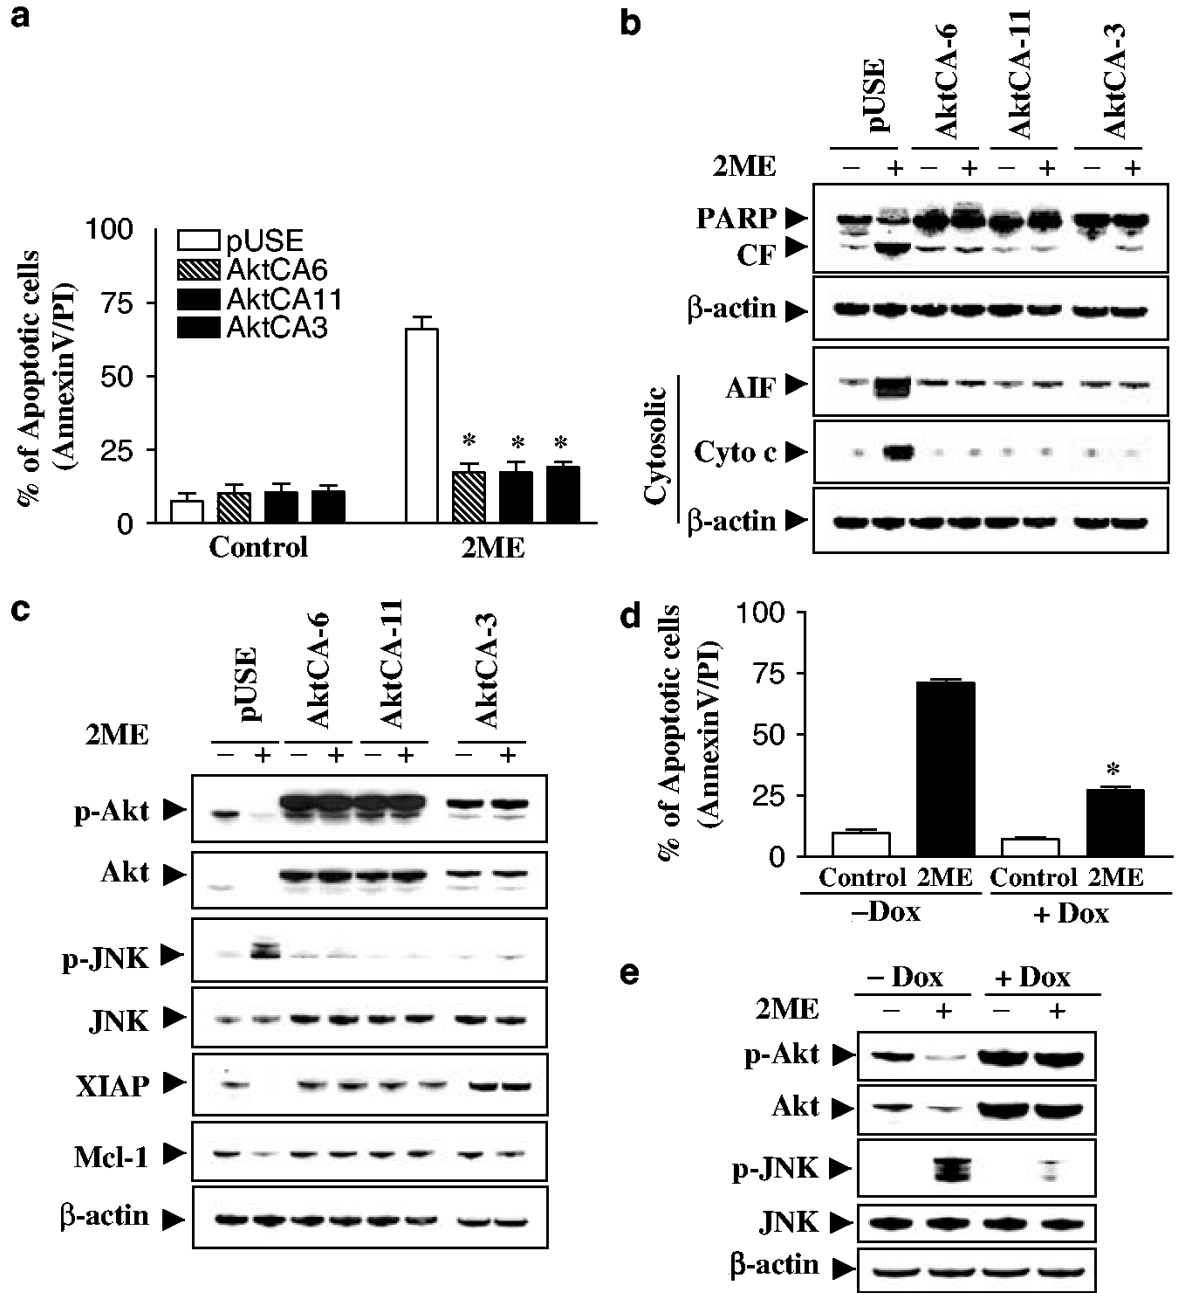 a
% of Apoptotic cells
(AnnexinV/PI)
100
75
50
25
0
pUSE
AktCA6
AktCA11
AktCA3
* * *
Control 2ME
b
pUSE AktCA-6 AktCA-11 AktCA-3
2ME − + − + − + − +
PARP
CF
β-actin
Cytosolic
AIF
Cyto c
β-actin
c
pUSE AktCA-6 AktCA-11 AktCA-3
2ME
− + − + − + − +
p-Akt
Akt
p-JNK
JNK
XIAP
Mcl-1
β-actin
d
% of Apoptotic cells
(AnnexinV/PI)
100
75
50
25
0
*
Control 2ME Control 2ME
−Dox + Dox
e
− Dox + Dox
2ME − + − +
p-Akt
Akt
p-JNK
JNK
β-actin